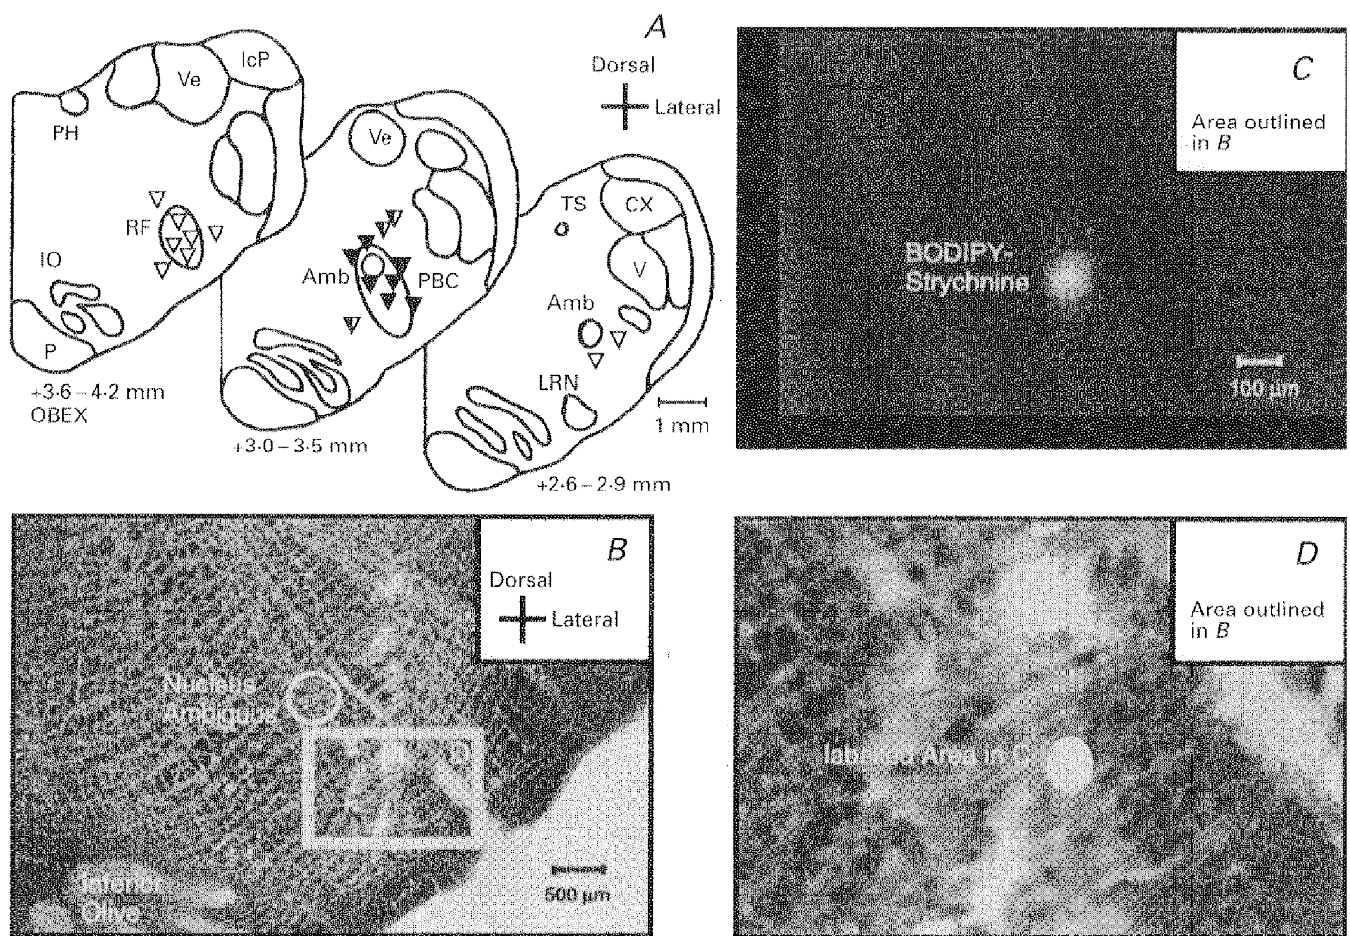 A
Dorsal
Lateral
IcP
Ve
PH
RF
IO
P
+3·6–4·2 mm
OBEX
Ve
Amb
PBC
+3·0–3·5 mm
TS
CX
V
Amb
LRN
1 mm
+2·6–2·9 mm
C
Area outlined
in B
BODIPY-
Strychnine
100 µm
B
Dorsal
Lateral
Nucleus
Ambiguus
Inferior
Olive
500 µm
D
Area outlined
in B
labelled Area in C